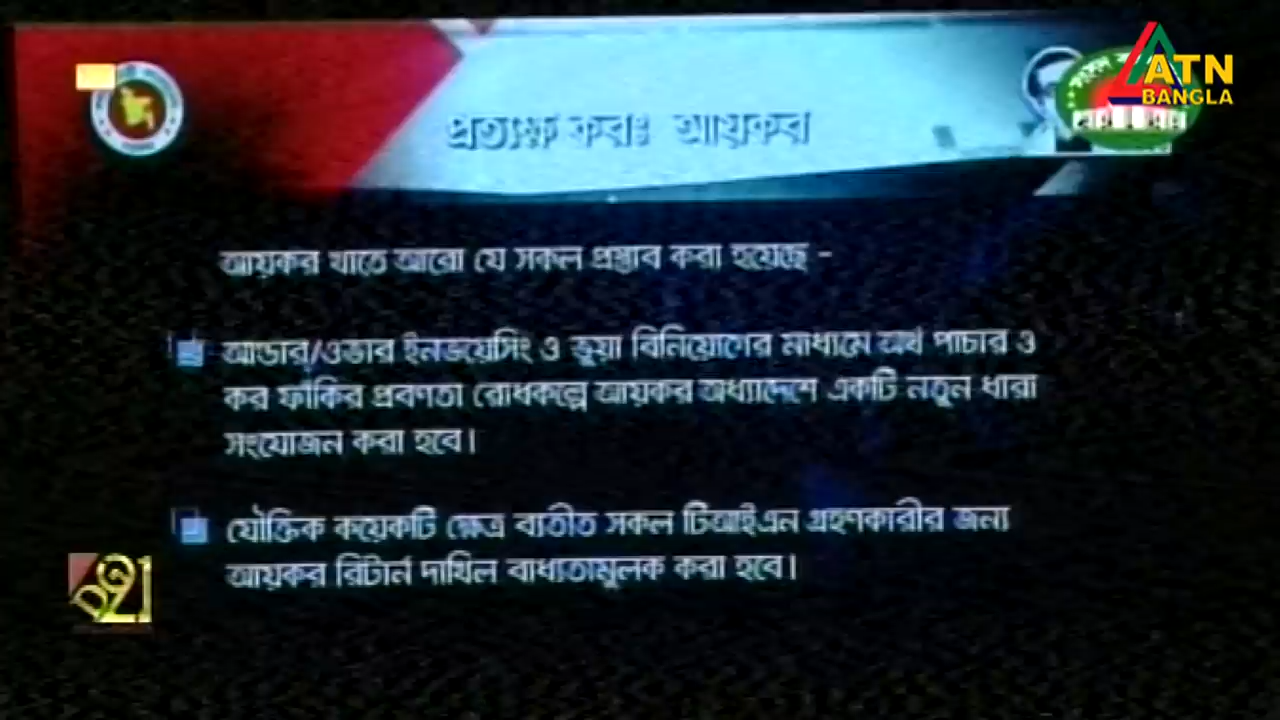 ATN
BANGLA
প্রত্যক্ষ করঃ আয়কর
আয়কর খাতে আরো যে সকল প্রস্তাব করা হয়েছে -
আন্ডার/ওভার ইনভয়েসিং ও ভূয়া বিনিয়োগের মাধ্যমে অর্থ পাচার ও
কর ফাঁকির প্রবণতা রোধকল্পে আয়কর অধ্যাদেশে একটি নতুন ধারা
সংযোজন করা হবে।
যৌক্তিক কয়েকটি ক্ষেত্র ব্যতীত সকল টিআইএন গ্রহণকারীর জন্য
আয়কর রিটার্ন দাখিল বাধ্যতামূলক করা হবে।